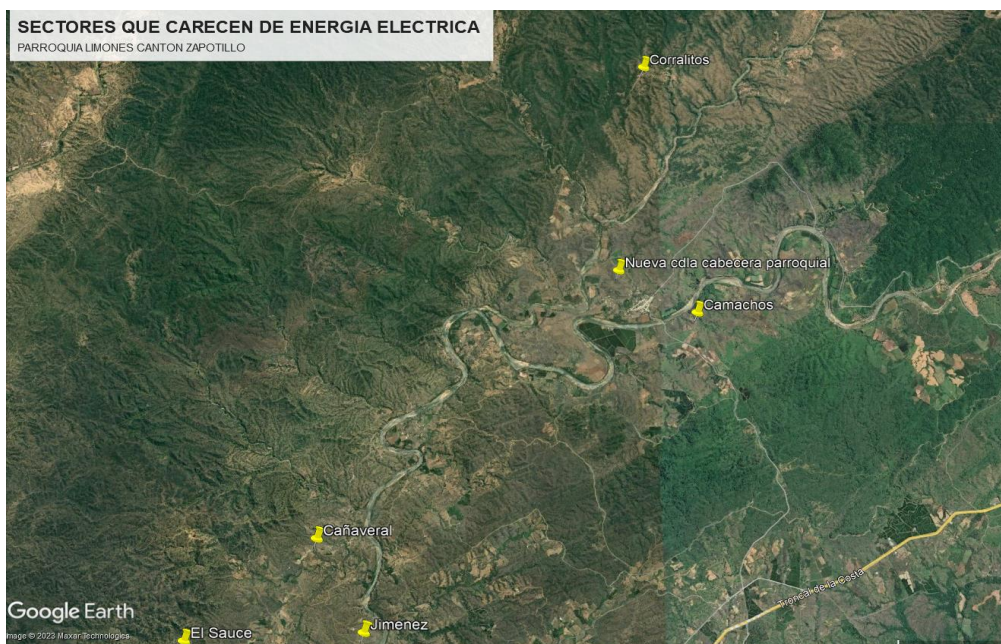 SECTORES QUE CARECEN DE ENERGIA ELECTRICA
PARROQUIA LIMONES CANTON ZAPOTILLO
Corralitos
Nueva cdla cabecera parroquial
Camachos
Cañaveral
Troncal de la Costa
Google Earth
Jimenez
El Sauce
Image © 2023 Maxar Technologies